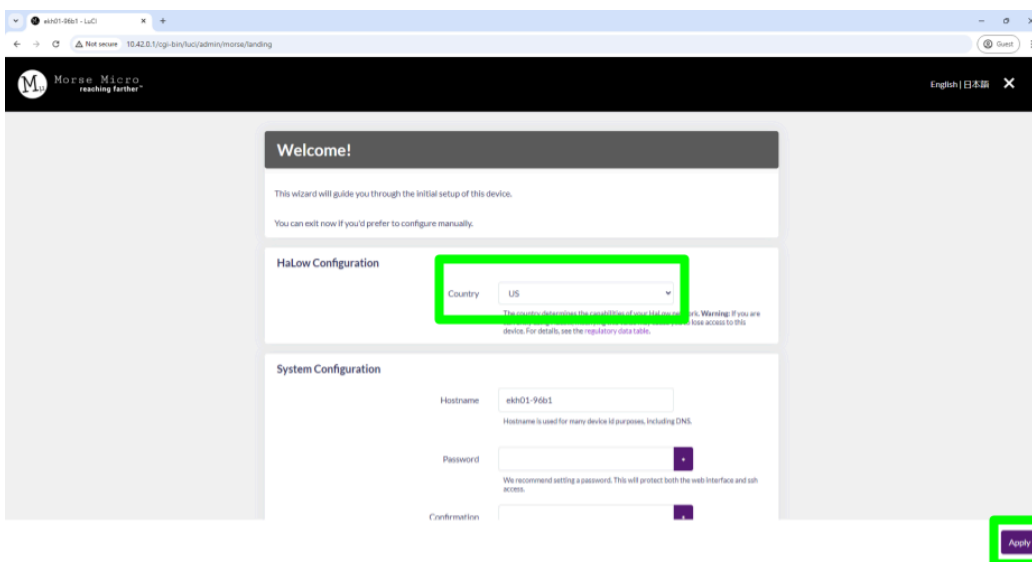 ekh01-96b1 - LuCI
Not secure 10.42.0.1/cgi-bin/luci/admin/morse/landing
Guest
Morse Micro
reaching farther™
English | 日本語
Welcome!
This wizard will guide you through the initial setup of this device.
You can exit now if you'd prefer to configure manually.
HaLow Configuration
Country US
The country determines the capabilities of your HaLow network. Warning: If you are
lose access to this
device. For details, see the regulatory data table.
System Configuration
Hostname ekh01-96b1
Hostname is used for many device id purposes, including DNS.
Password
We recommend setting a password. This will protect both the web interface and ssh
access.
Confirmation
Apply